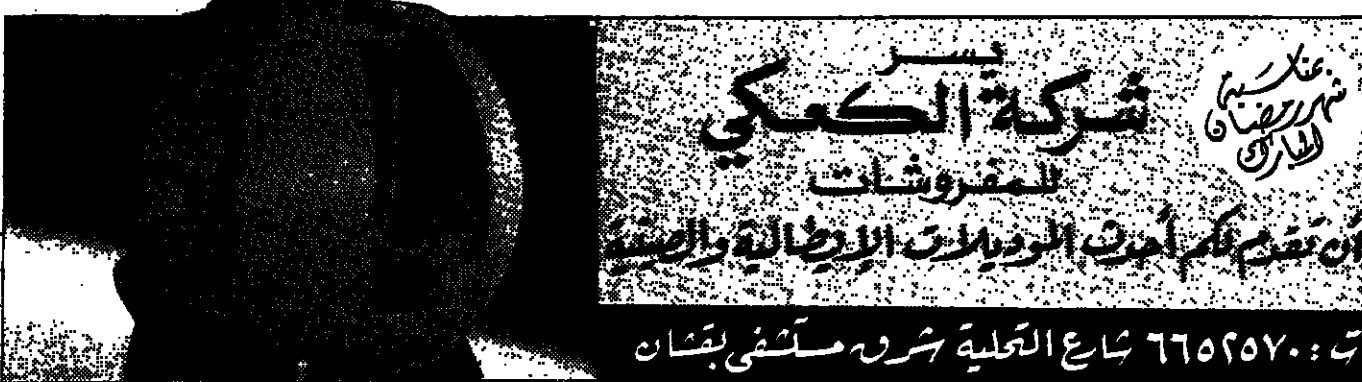 بمناسبة
شهر رمضان
المبارك
يسر
شركة الكعكي
للمفروشات
أن تقدم لكم أحدث الموديلات الإيطالية والصينية
ت : ٦٦٥٢٥٧٠ شارع التحلية شرق مستشفى بقشان